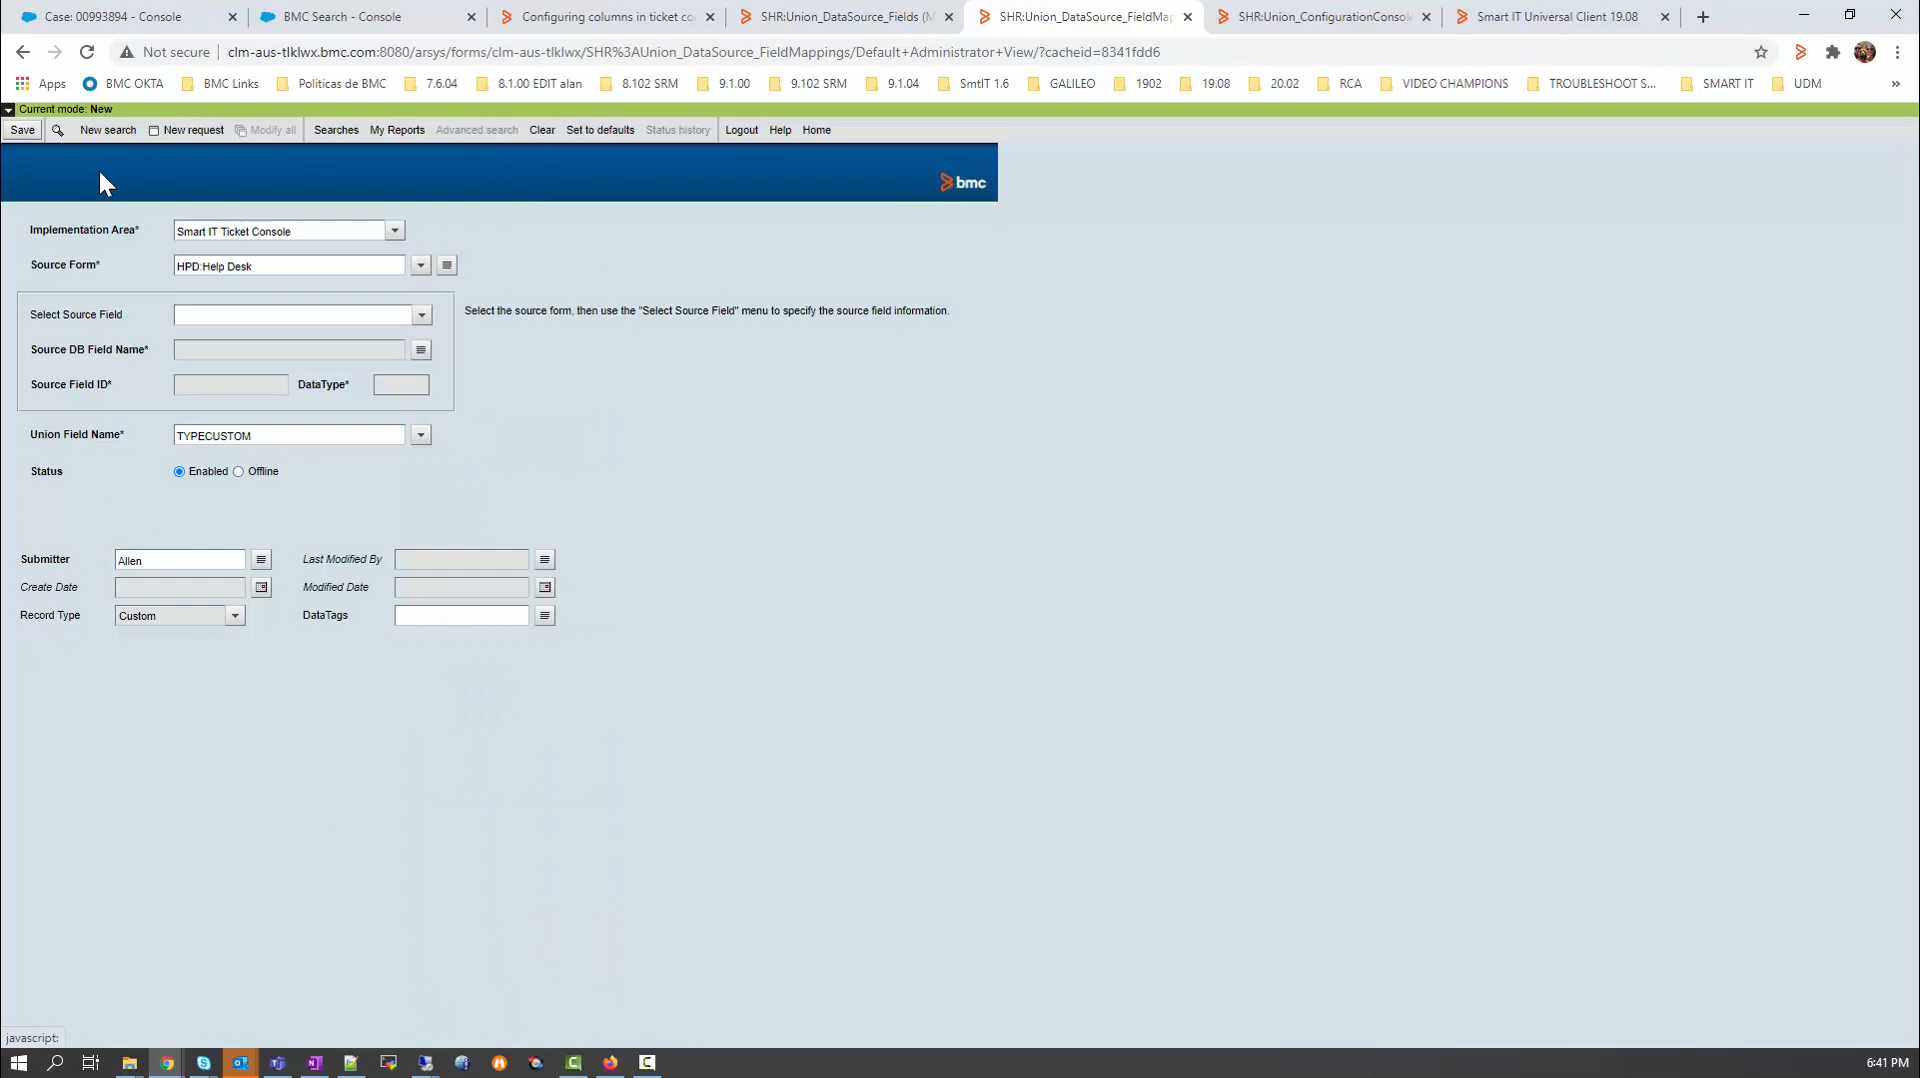 Case: 00993894 - Console
BMC Search - Console
Configuring columns in ticket co
SHR:Union_DataSource_Fields (M
SHR:Union_DataSource_FieldMap
SHR:Union_ConfigurationConsole
Smart IT Universal Client 19.08
Not secure
clm-aus-tlklwx.bmc.com:8080/arsys/forms/clm-aus-tlklwx/SHR%3AUnion_DataSource_FieldMappings/Default+Administrator+View/?cacheid=8341fdd6
Apps
BMC OKTA
BMC Links
Politicas de BMC
7.6.04
8.1.00 EDIT alan
8.102 SRM
9.1.00
9.102 SRM
9.1.04
SmtIT 1.6
GALILEO
1902
19.08
20.02
RCA
VIDEO CHAMPIONS
TROUBLESHOOT S...
SMART IT
UDM
»
Current mode: New
Save
New search
New request
Modify all
Searches
My Reports
Advanced search
Clear
Set to defaults
Status history
Logout
Help
Home
bmc
Implementation Area*
Smart IT Ticket Console
Source Form*
HPD:Help Desk
Select Source Field
Select the source form, then use the "Select Source Field" menu to specify the source field information.
Source DB Field Name*
Source Field ID*
DataType*
Union Field Name*
TYPECUSTOM
Status
Enabled
Offline
Submitter
Allen
Last Modified By
Create Date
Modified Date
Record Type
Custom
DataTags
javascript:
6:41 PM